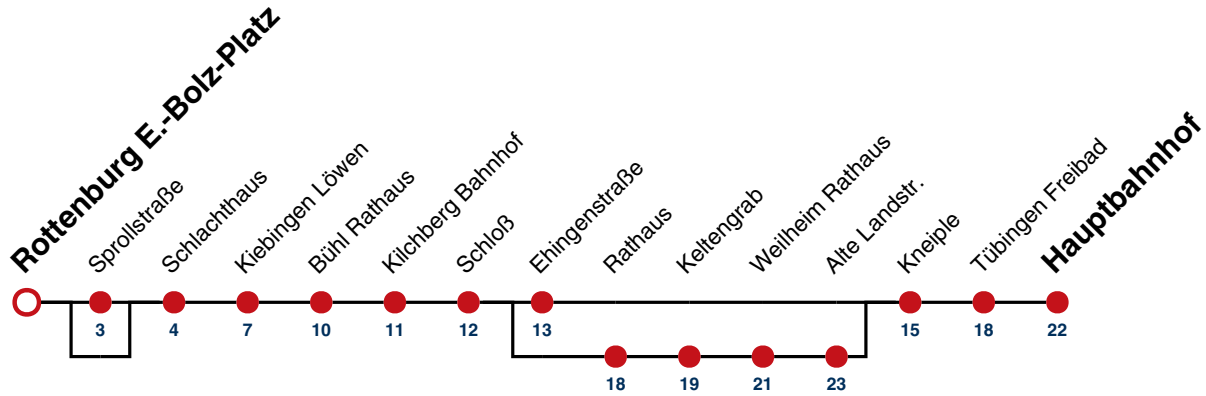 Rottenburg E.-Bolz-Platz
Sprollstraße
Schlachthaus
Kiebingen Löwen
Bühl Rathaus
Kilchberg Bahnhof
Schloß
Ehingenstraße
Rathaus
Keltengrab
Weilheim Rathaus
Alte Landstr.
Kneiple
Tübingen Freibad
Hauptbahnhof
3 4 7 10 11 12 13 15 18 22
18 19 21 23